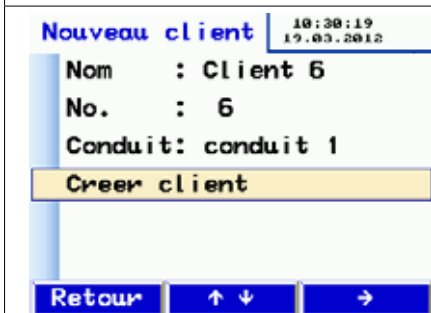 Nouveau client
10:30:19
19.03.2012
Nom : Client 6
No. : 6
Conduit: conduit 1
Creer client
Retour ↑ ↓ →